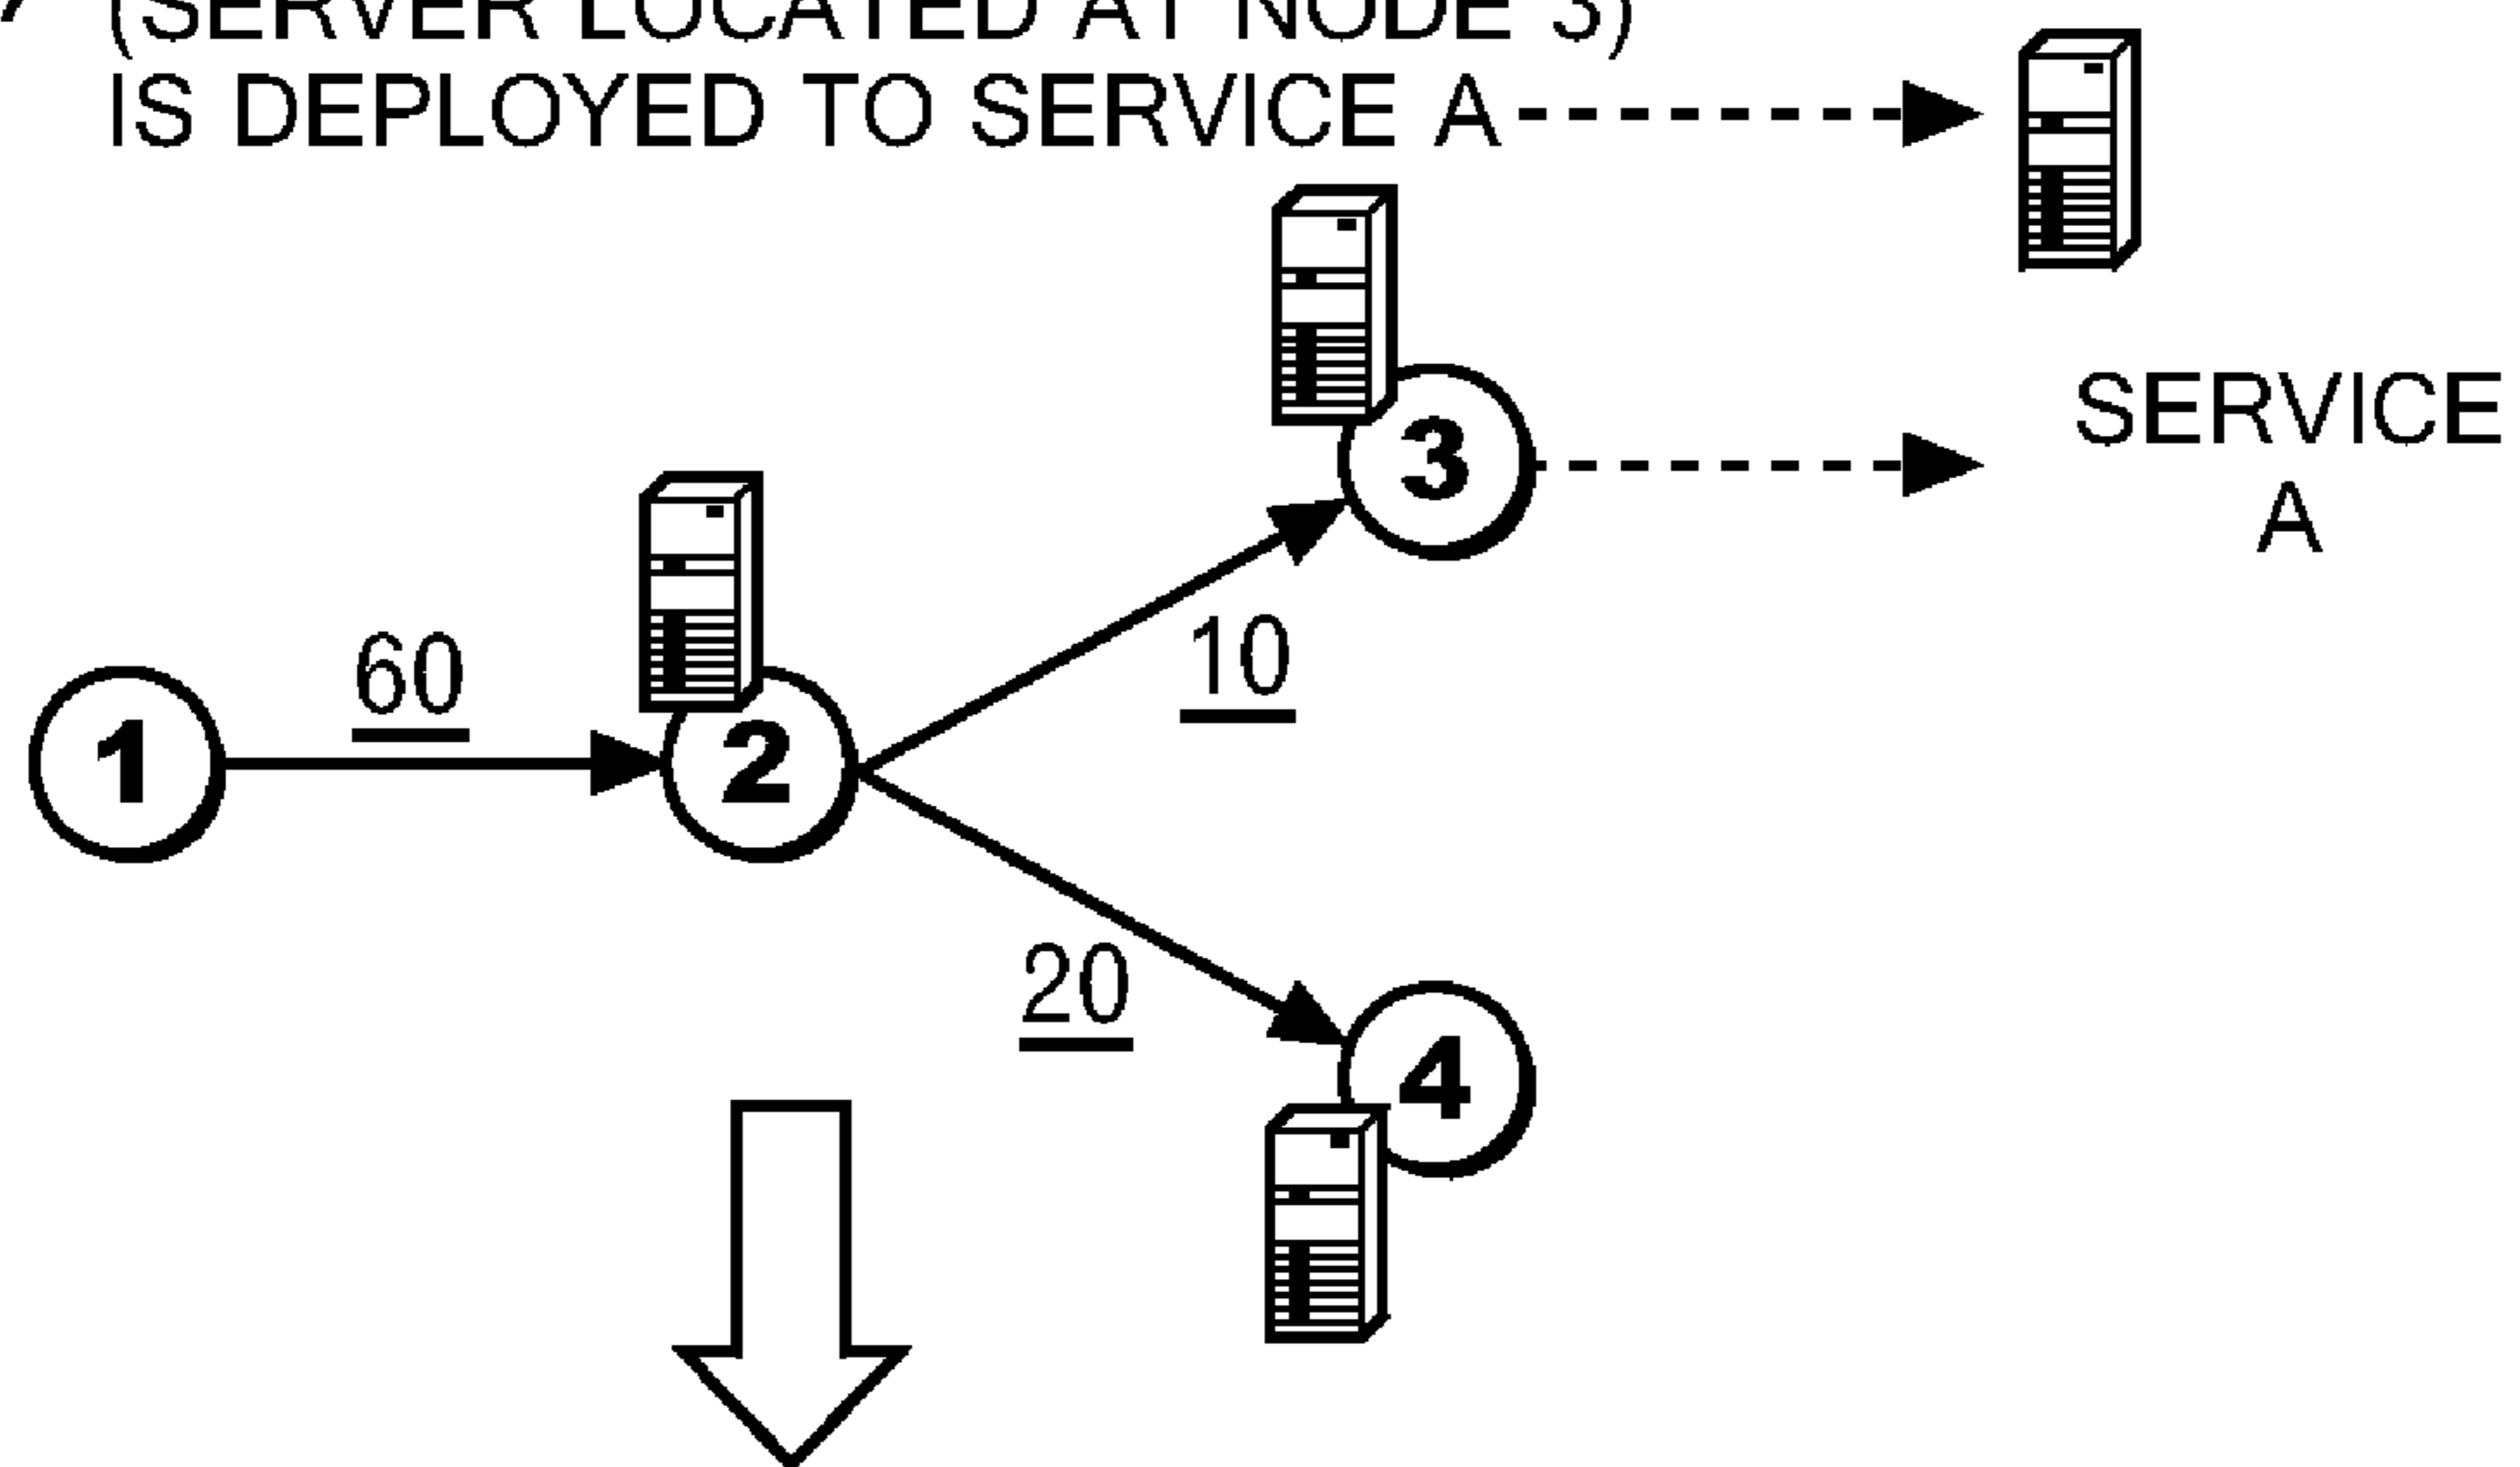 (SERVER LOCATED AT NODE 3)
IS DEPLOYED TO SERVICE A
3
SERVICE
A
10
60
1
2
20
4